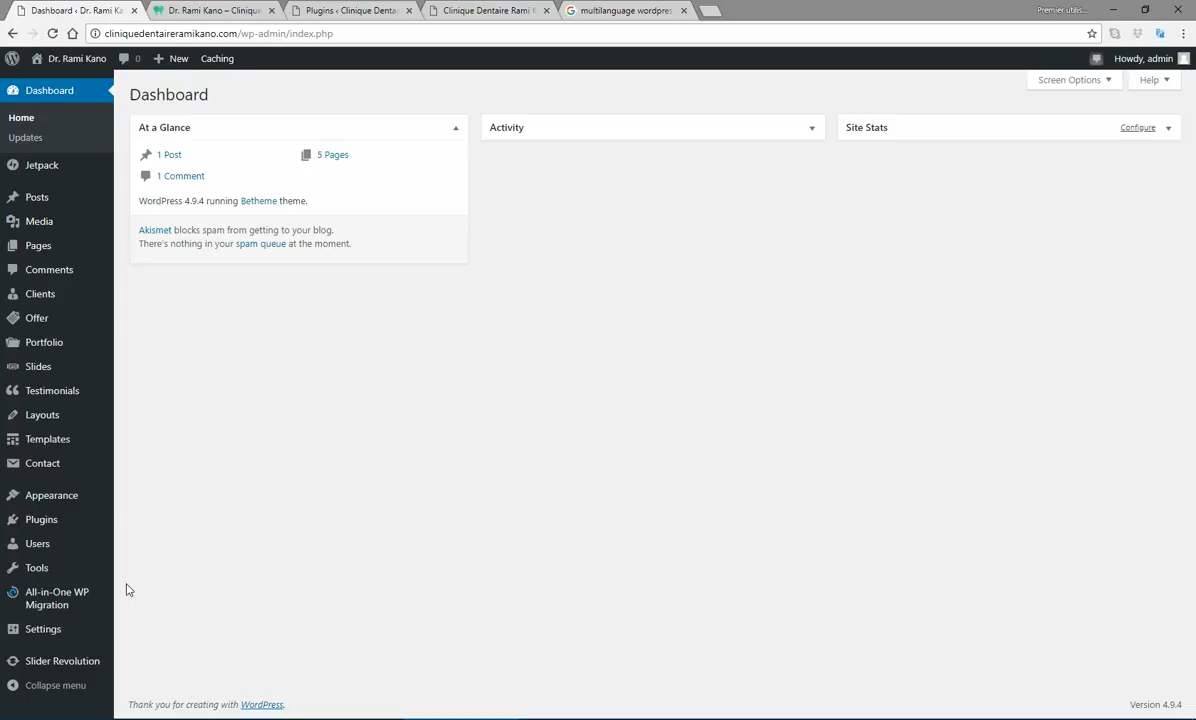 Dashboard ‹ Dr. Rami Ka
Dr. Rami Kano – Clinique
Plugins ‹ Clinique Denta
Clinique Dentaire Rami K
multilanguage wordpres
Premier utilis...
cliniquedentaireramikano.com/wp-admin/index.php
Dr. Rami Kano
0
New
Caching
Howdy, admin
Dashboard
Home
Updates
Jetpack
Posts
Media
Pages
Comments
Clients
Offer
Portfolio
Slides
Testimonials
Layouts
Templates
Contact
Appearance
Plugins
Users
Tools
All-in-One WP
Migration
Settings
Slider Revolution
Collapse menu
Screen Options
Help
Dashboard
At a Glance
1 Post
5 Pages
1 Comment
WordPress 4.9.4 running Betheme theme.
Akismet blocks spam from getting to your blog.
There's nothing in your spam queue at the moment.
Activity
Site Stats
Configure
Thank you for creating with WordPress.
Version 4.9.4